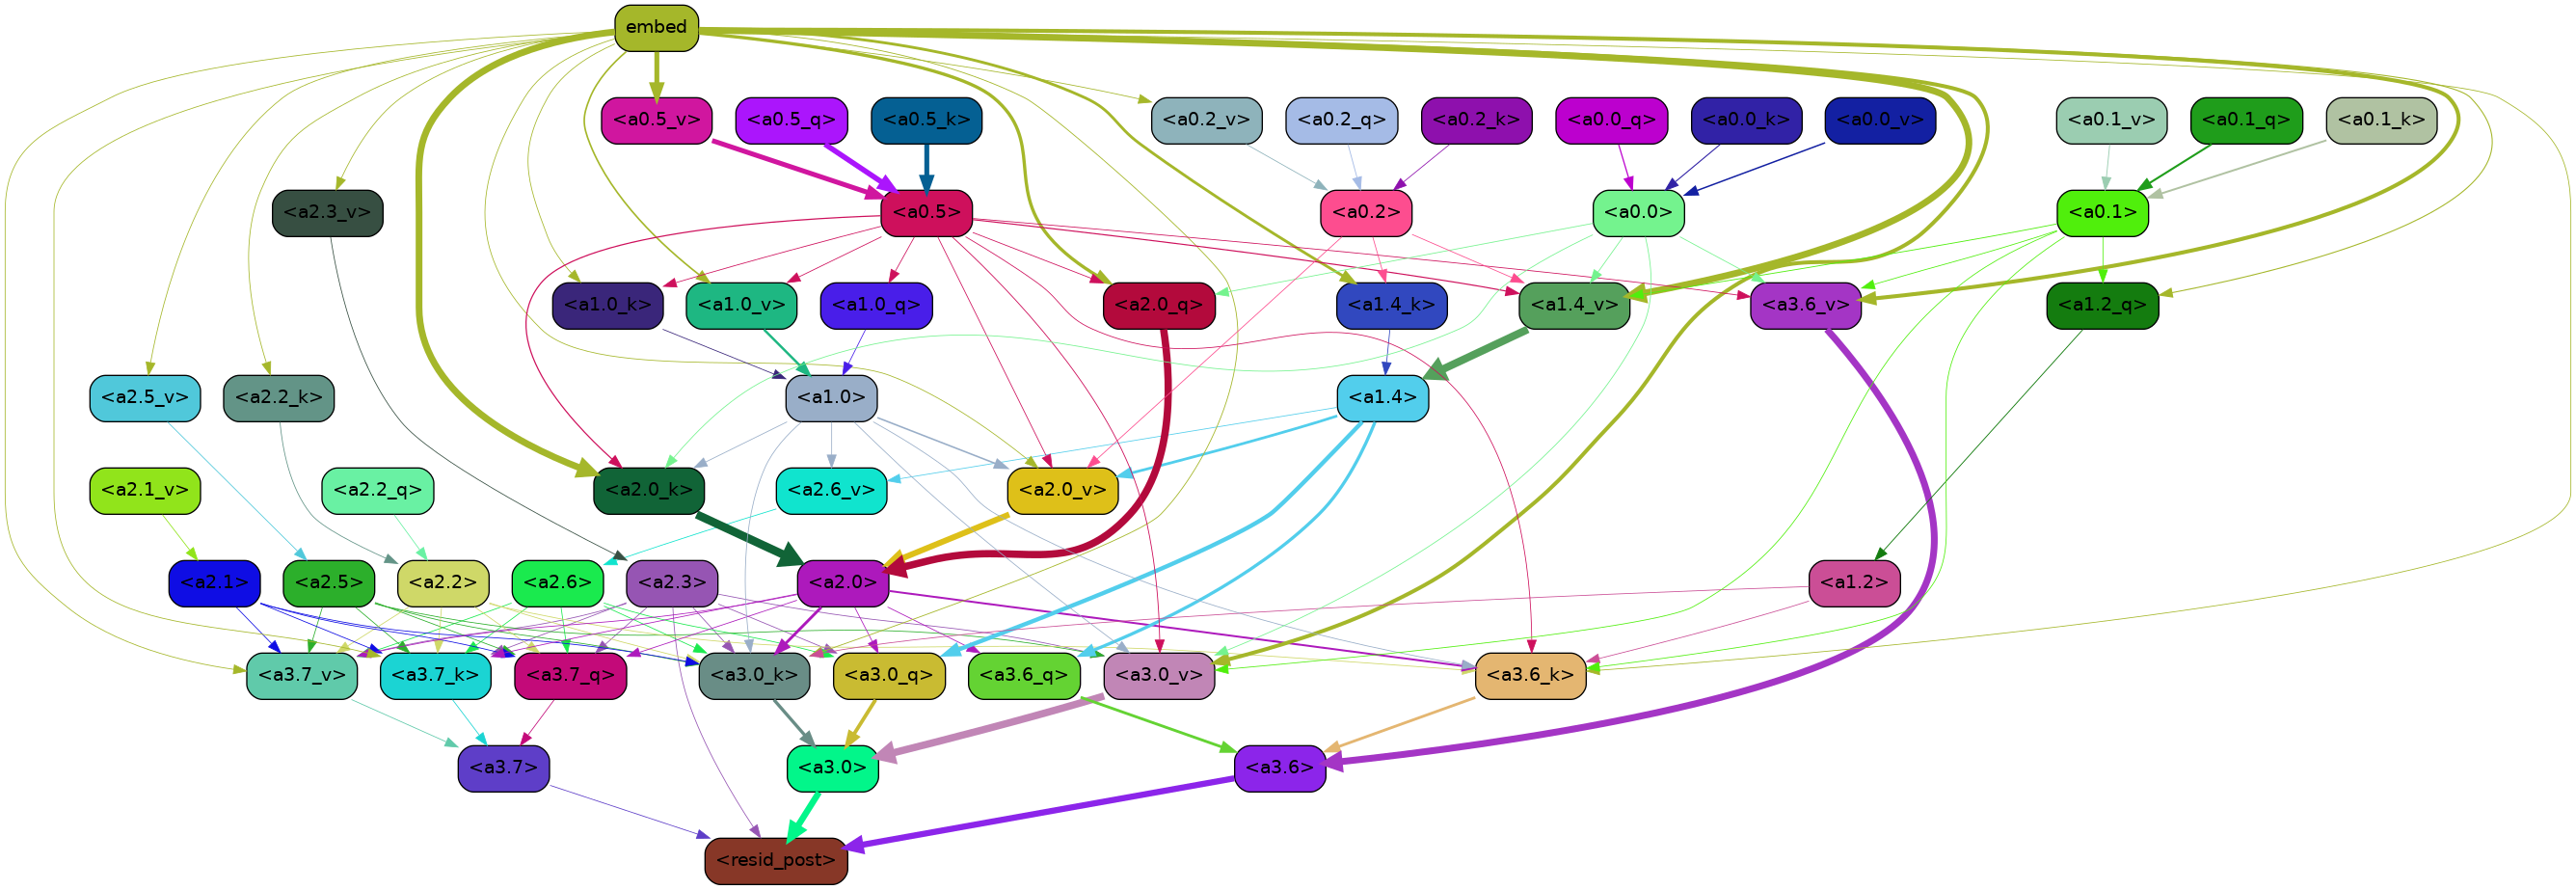 embed
<a0.5_v> <a0.5_q> <a0.5_k> <a0.2_v> <a0.2_q> <a0.2_k> <a0.0_q> <a0.0_k> <a0.0_v> <a0.1_v> <a0.1_q> <a0.1_k>
<a2.3_v> <a0.5> <a0.2> <a0.0> <a0.1>
<a1.0_k> <a1.0_v> <a1.0_q> <a2.0_q> <a1.4_k> <a1.4_v> <a3.6_v> <a1.2_q>
<a2.5_v> <a2.2_k> <a1.0> <a1.4>
<a2.1_v> <a2.2_q> <a2.0_k> <a2.6_v> <a2.0_v>
<a2.1> <a2.5> <a2.2> <a2.6> <a2.3> <a2.0> <a1.2>
<a3.7_v> <a3.7_k> <a3.7_q> <a3.0_k> <a3.0_q> <a3.6_q> <a3.0_v> <a3.6_k>
<a3.7> <a3.0> <a3.6>
<resid_post>